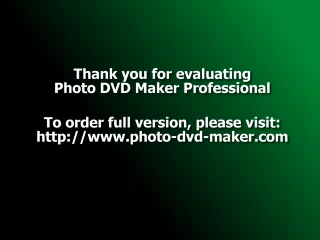 Thank you for evaluating
Photo DVD Maker Professional
To order full version, please visit:
http://www.photo-dvd-maker.com